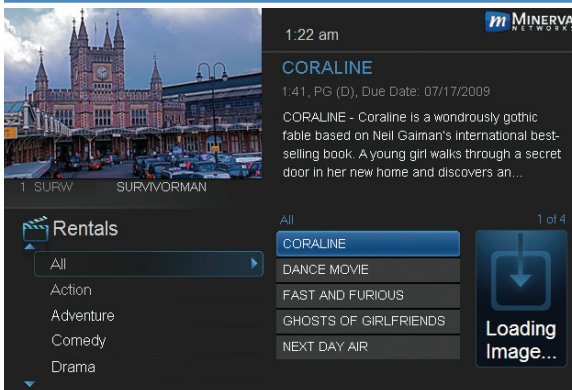 1:22 am
m MINERVA
NETWORKS
CORALINE
1:41, PG (D), Due Date: 07/17/2009
CORALINE - Coraline is a wondrously gothic
fable based on Neil Gaiman's international best-
selling book. A young girl walks through a secret
door in her new home and discovers an...
1 SURW SURVIVORMAN
Rentals
All
Action
Adventure
Comedy
Drama
All 1 of 4
CORALINE
DANCE MOVIE
FAST AND FURIOUS
GHOSTS OF GIRLFRIENDS
NEXT DAY AIR
Loading
Image...